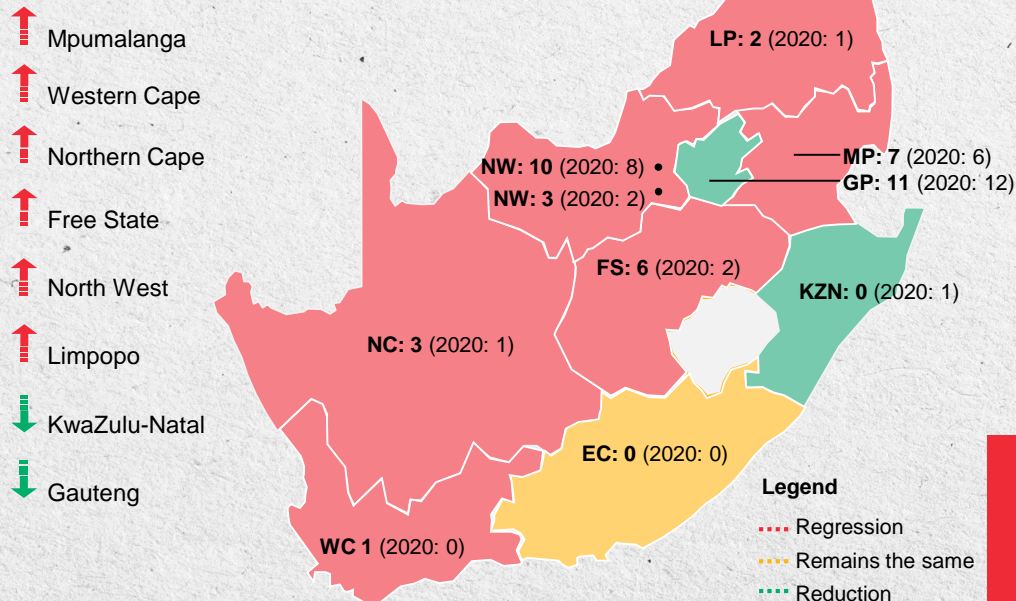 Mpumalanga
Western Cape
Northern Cape
Free State
North West
Limpopo
KwaZulu-Natal
Gauteng
LP: 2 (2020: 1)
NW: 10 (2020: 8)
NW: 3 (2020: 2)
MP: 7 (2020: 6)
GP: 11 (2020: 12)
FS: 6 (2020: 2)
KZN: 0 (2020: 1)
NC: 3 (2020: 1)
EC: 0 (2020: 0)
WC 1 (2020: 0)
Legend
Regression
Remains the same
Reduction